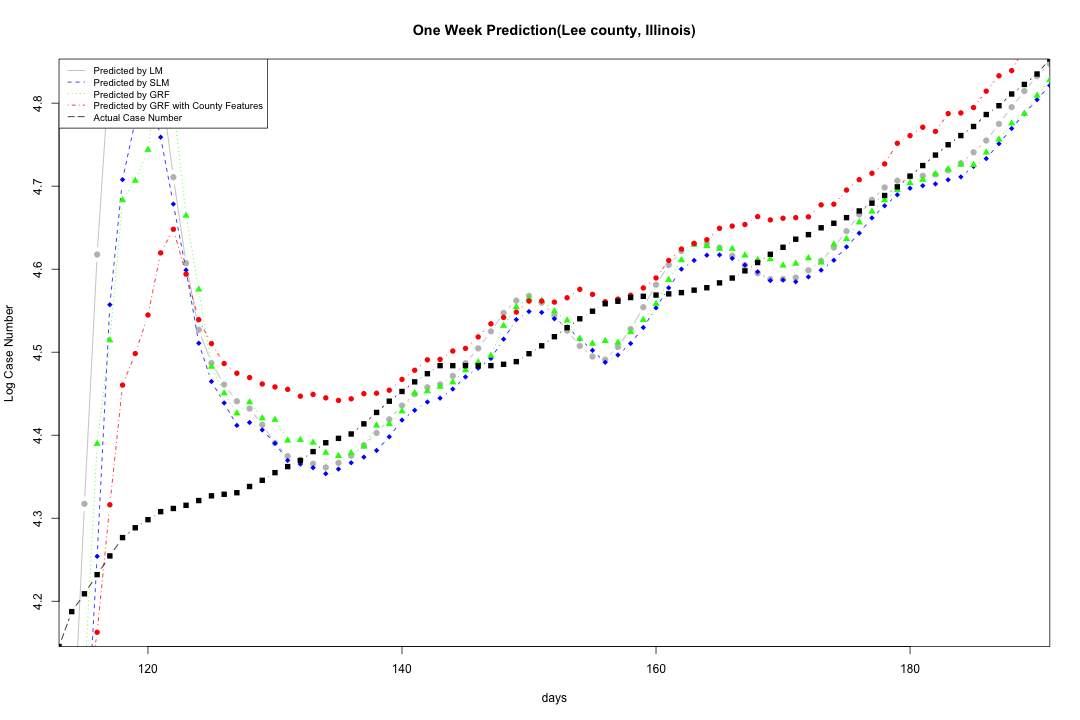 One Week Prediction(Lee county, Illinois)
Predicted by LM
Predicted by SLM
Predicted by GRF
Predicted by GRF with County Features
Actual Case Number
Log Case Number
4.8
4.7
4.6
4.5
4.4
4.3
4.2
120
140
160
180
days